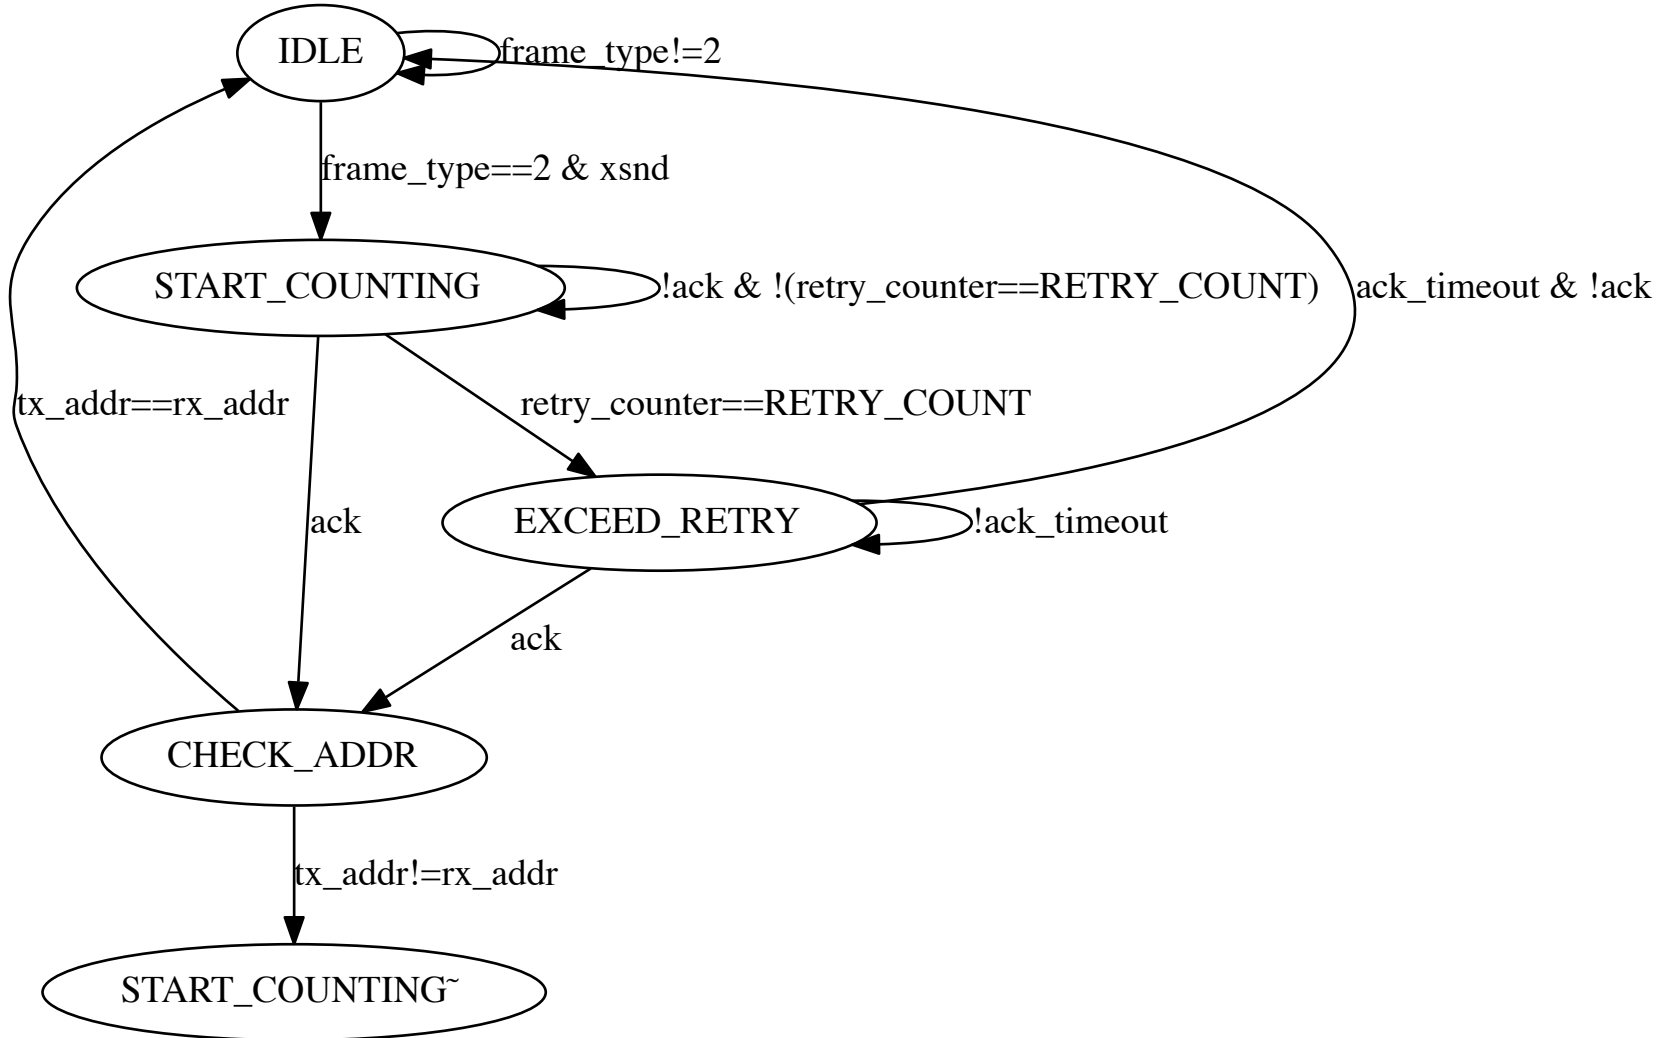 IDLE
frame_type!=2
frame_type==2 & xsnd
START_COUNTING
!ack & !(retry_counter==RETRY_COUNT)
ack_timeout & !ack
tx_addr==rx_addr
retry_counter==RETRY_COUNT
ack
EXCEED_RETRY
!ack_timeout
ack
CHECK_ADDR
tx_addr!=rx_addr
START_COUNTING˜